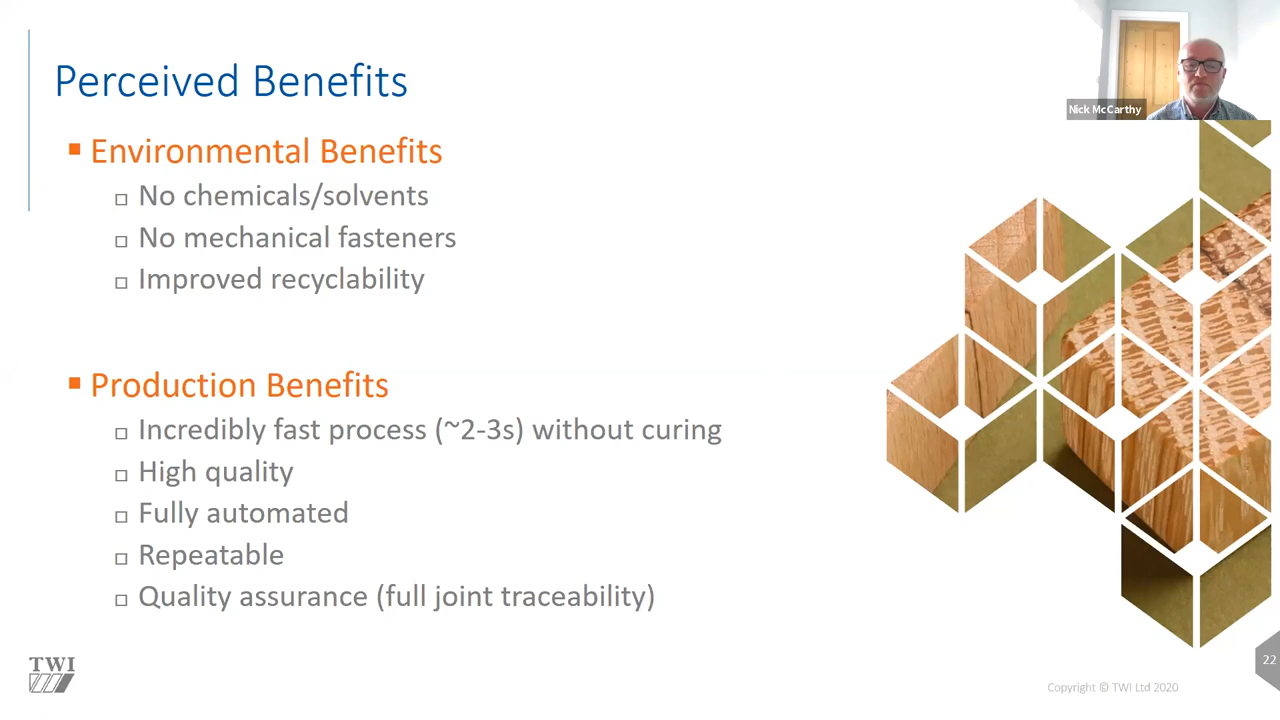 Perceived Benefits
Nick McCarthy
Environmental Benefits
No chemicals/solvents
No mechanical fasteners
Improved recyclability
Production Benefits
Incredibly fast process (~2-3s) without curing
High quality
Fully automated
Repeatable
Quality assurance (full joint traceability)
TWI
22
Copyright © TWI Ltd 2020